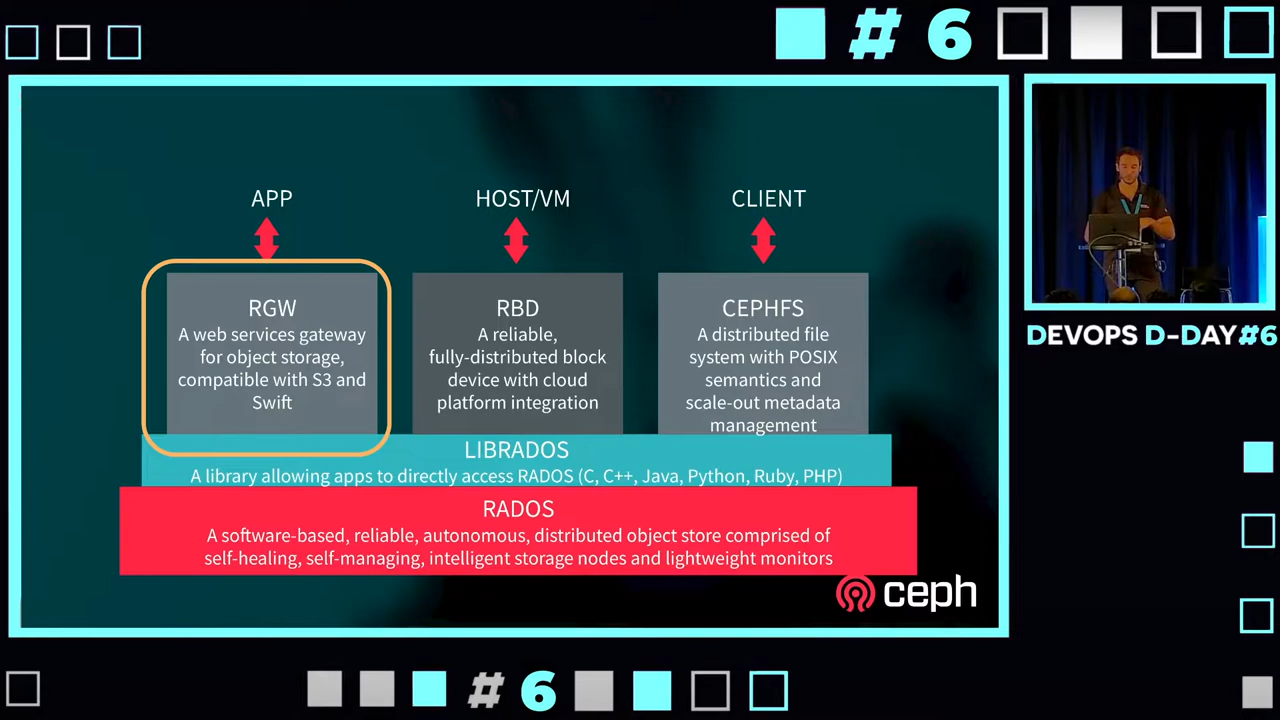 # 6
APP
HOST/VM
CLIENT
RGW
A web services gateway
for object storage,
compatible with S3 and
Swift
RBD
A reliable,
fully-distributed block
device with cloud
platform integration
CEPHFS
A distributed file
system with POSIX
semantics and
scale-out metadata
management
LIBRADOS
A library allowing apps to directly access RADOS (C, C++, Java, Python, Ruby, PHP)
RADOS
A software-based, reliable, autonomous, distributed object store comprised of
self-healing, self-managing, intelligent storage nodes and lightweight monitors
ceph
DEVOPS D-DAY#6
# 6